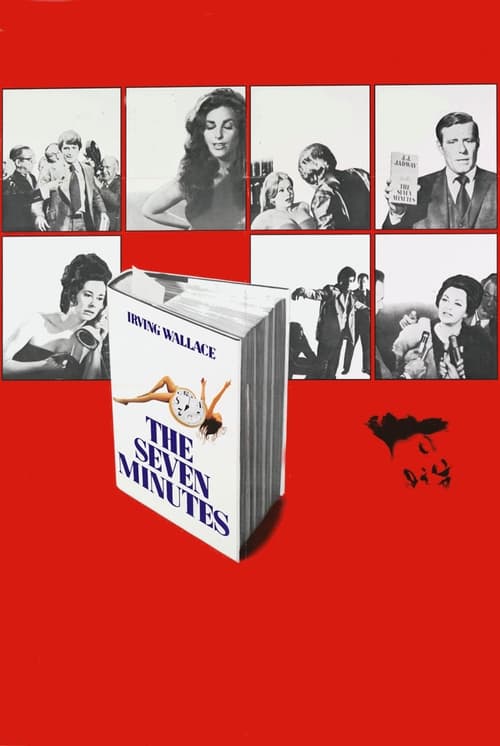 J.J.
JADWAY
THE
SEVEN
MINUTES
IRVING WALLACE
THE
SEVEN
MINUTES